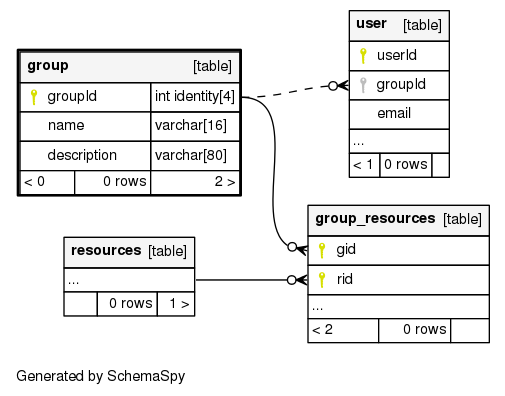 group [table]
groupId int identity[4]
name varchar[16]
description varchar[80]
< 0 0 rows 2 >
user [table]
userId
groupId
email
...
< 1 0 rows
group_resources [table]
gid
rid
...
< 2 0 rows
resources [table]
...
0 rows 1 >
Generated by SchemaSpy